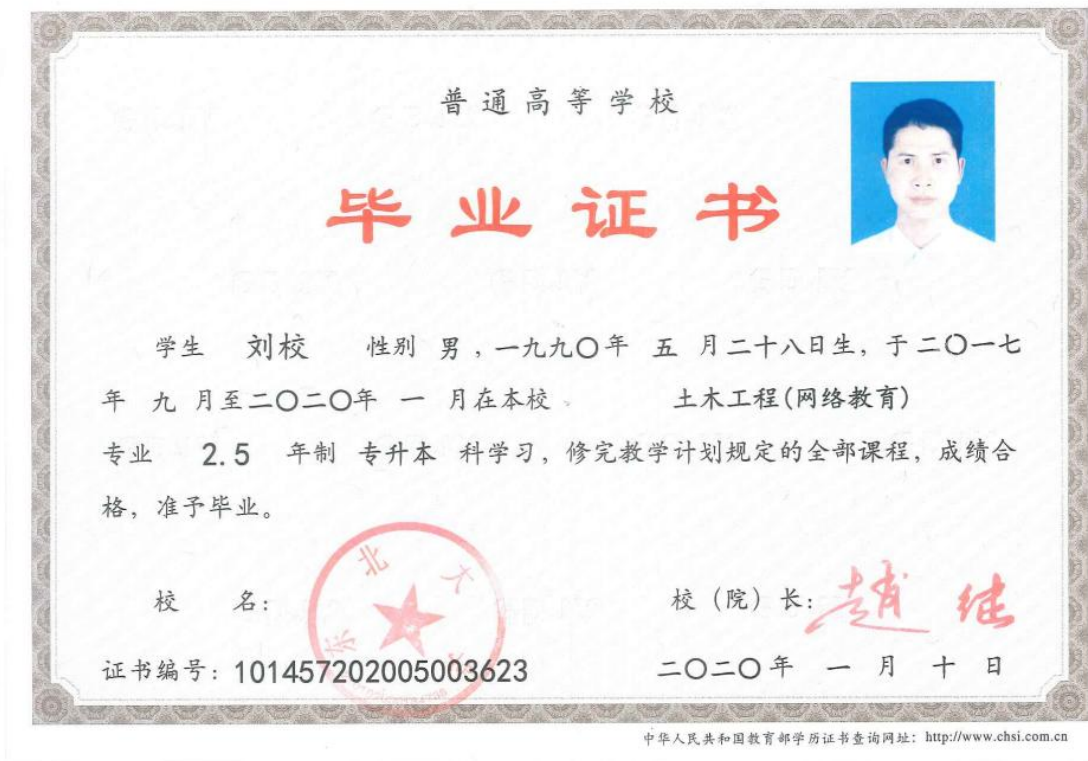 普通高等学校
毕业证书
学生 刘校 性别 男，一九九〇年 五 月二十八日生，于二〇一七
年 九 月至二〇二〇年 一 月在本校、 土木工程(网络教育)
专业 2.5 年制 专升本 科学习，修完教学计划规定的全部课程，成绩合
格，准予毕业。
东北大学
校 名：
校（院）长：赵继
证书编号：101457202005003623
二〇二〇年 一 月 十 日
中华人民共和国教育部学历证书查询网址：http://www.chsi.com.cn